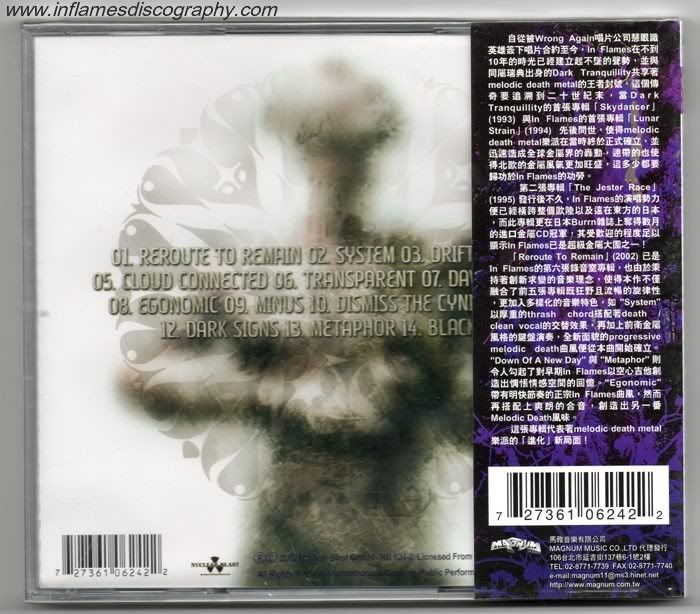 www.inflamesdiscography.com
01. REROUTE TO REMAIN 02. SYSTEM 03. DRIFT
05. CLOUD CONNECTED 06. TRANSPARENT 07. DAW
08. EGONOMIC 09. MINUS 10. DISMISS THE CYNI
12. DARK SIGNS 13. METAPHOR 14. BLACK
7 27361 06242 2
NUCLEAR BLAST
自從被Wrong Again唱片公司慧眼識
英雄簽下唱片合約至今，In Flames在不到
10年的時光已經建立起不墜的聲勢，並與
同屬瑞典出身的Dark Tranquillity共享著
melodic death metal的王者封號。這個傳
奇要追溯到二十世紀末，當Dark
Tranquillity的首張專輯「Skydancer」
(1993) 與In Flames的首張專輯「Lunar
Strain」(1994) 先後問世，使得melodic
death metal樂派在當時終於正式確立，並
迅速造成全球金屬界的轟動，連帶的也使
得北歐的金屬風氣更加旺盛，這多少都要
歸功於In Flames的功勞。
第二張專輯「The Jester Race」
(1995) 發行後不久，In Flames的演唱勢力
便已經橫跨整個歐陸以及遠在東方的日本
，而此專輯更在日本Burrn雜誌上奪得數月
的進口金屬CD冠軍，其受歡迎的程度足以
顯示In Flames已是超級金屬大團之一！
「Reroute To Remain」(2002) 已是
In Flames的第六張錄音室專輯，也由於秉
持著創新求變的音樂理念，使得本作不僅
融合了前五張專輯既狂野且流暢的旋律性
，更加入多樣化的音樂特色，如 "System"
以厚重的thrash chord搭配著death /
clean vocal的交替效果，再加上前衛金屬
風格的鍵盤演奏，全新面貌的progressive
melodic death曲風便從本曲開始確立。
"Down Of A New Day" 與 "Metaphor" 則
令人勾起了對早期In Flames以空心吉他創
造出惆悵情感空間的回憶。"Egonomic"
帶有明快節奏的正宗In Flames曲風，然而
再搭配上爽朗的合音，創造出另一番
Melodic Death風味。
這張專輯代表著melodic death metal
樂派的「進化」新局面！
7 27361 06242 2
MAGNUM
馬雅音樂有限公司
MAGNUM MUSIC CO.,LTD 代理發行
106台北市延吉街137巷6-1號2樓
TEL:02-8771-7739 FAX:02-8771-7740
e-mail:magnum11@ms3.hinet.net
http://www.magnum.com.tw